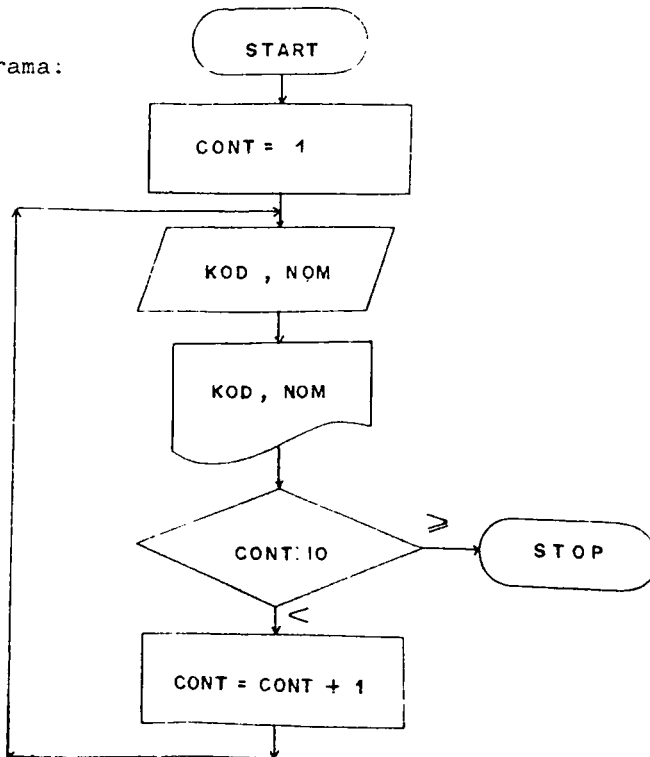 START
rama:
CONT = 1
KOD , NOM
KOD , NOM
⩾
CONT:10
STOP
<
CONT = CONT + 1